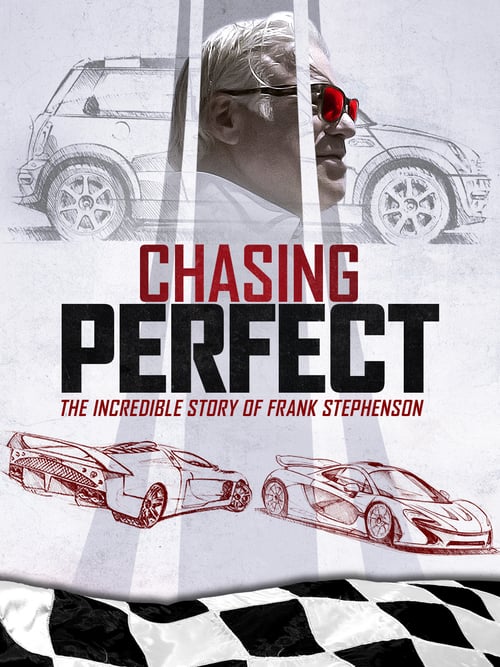 CHASING
PERFECT
THE INCREDIBLE STORY OF FRANK STEPHENSON